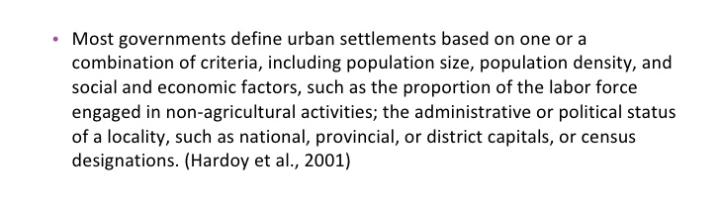 • Most governments define urban settlements based on one or a
combination of criteria, including population size, population density, and
social and economic factors, such as the proportion of the labor force
engaged in non-agricultural activities; the administrative or political status
of a locality, such as national, provincial, or district capitals, or census
designations. (Hardoy et al., 2001)